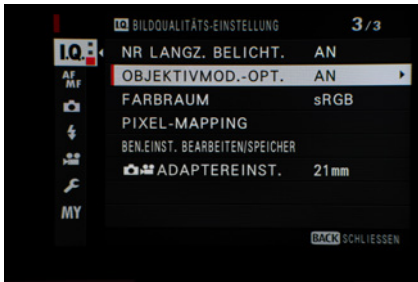 I.Q. BILDQUALITÄTS-EINSTELLUNG 3/3
I.Q.
NR LANGZ. BELICHT. AN
AF MF
OBJEKTIVMOD.-OPT. AN
FARBRAUM sRGB
PIXEL-MAPPING
BEN.EINST. BEARBEITEN/SPEICHER
ADAPTEREINST. 21mm
MY
BACK SCHLIESSEN